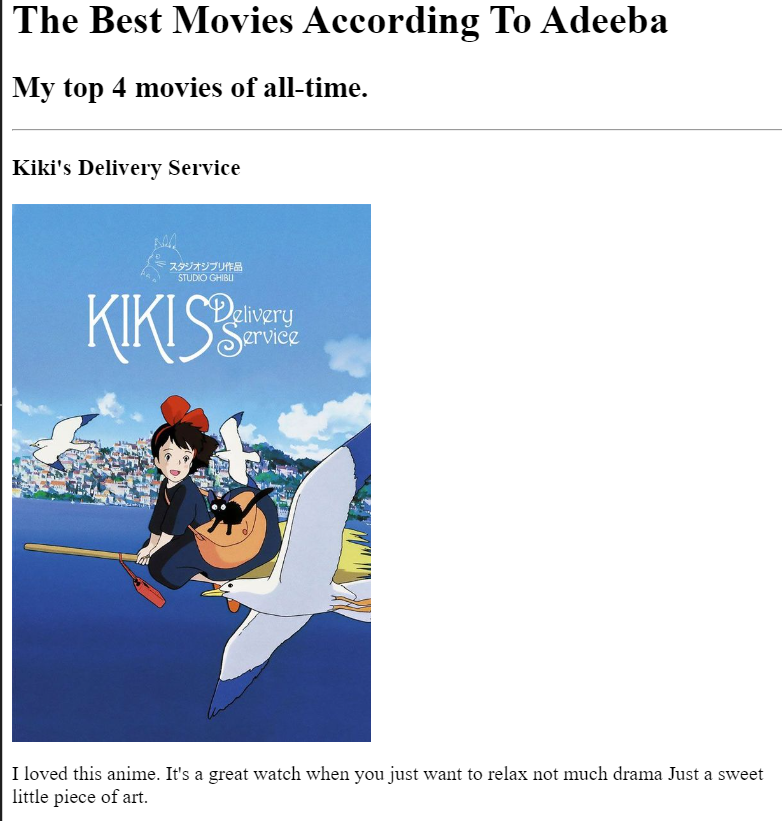 The Best Movies According To Adeeba
My top 4 movies of all-time.
Kiki's Delivery Service
スタジオジブリ作品
STUDIO GHIBLI
KIKI'S Delivery
Service
I loved this anime. It's a great watch when you just want to relax not much drama Just a sweet
little piece of art.